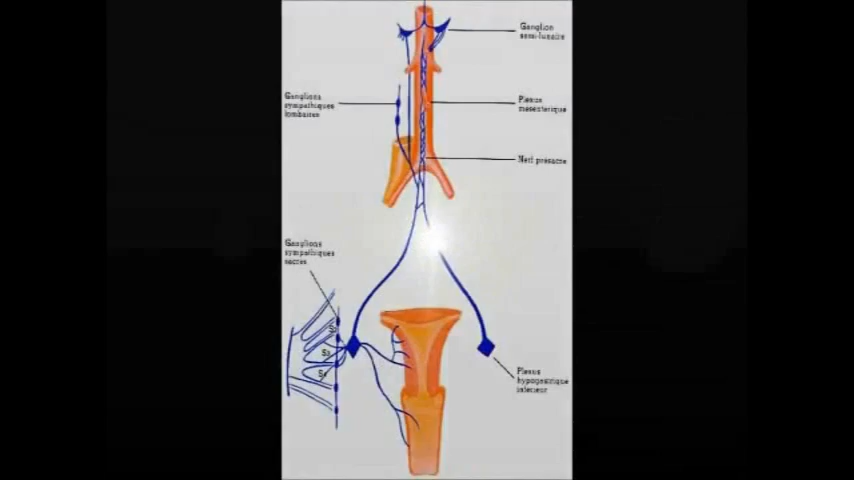 Ganglion
semi-lunaire
Ganglions
sympathiques
lombaires
Plexus
mésentérique
Nerf présacré
Ganglions
sympathiques
sacrés
S2
S3
S4
Plexus
hypogastrique
inférieur